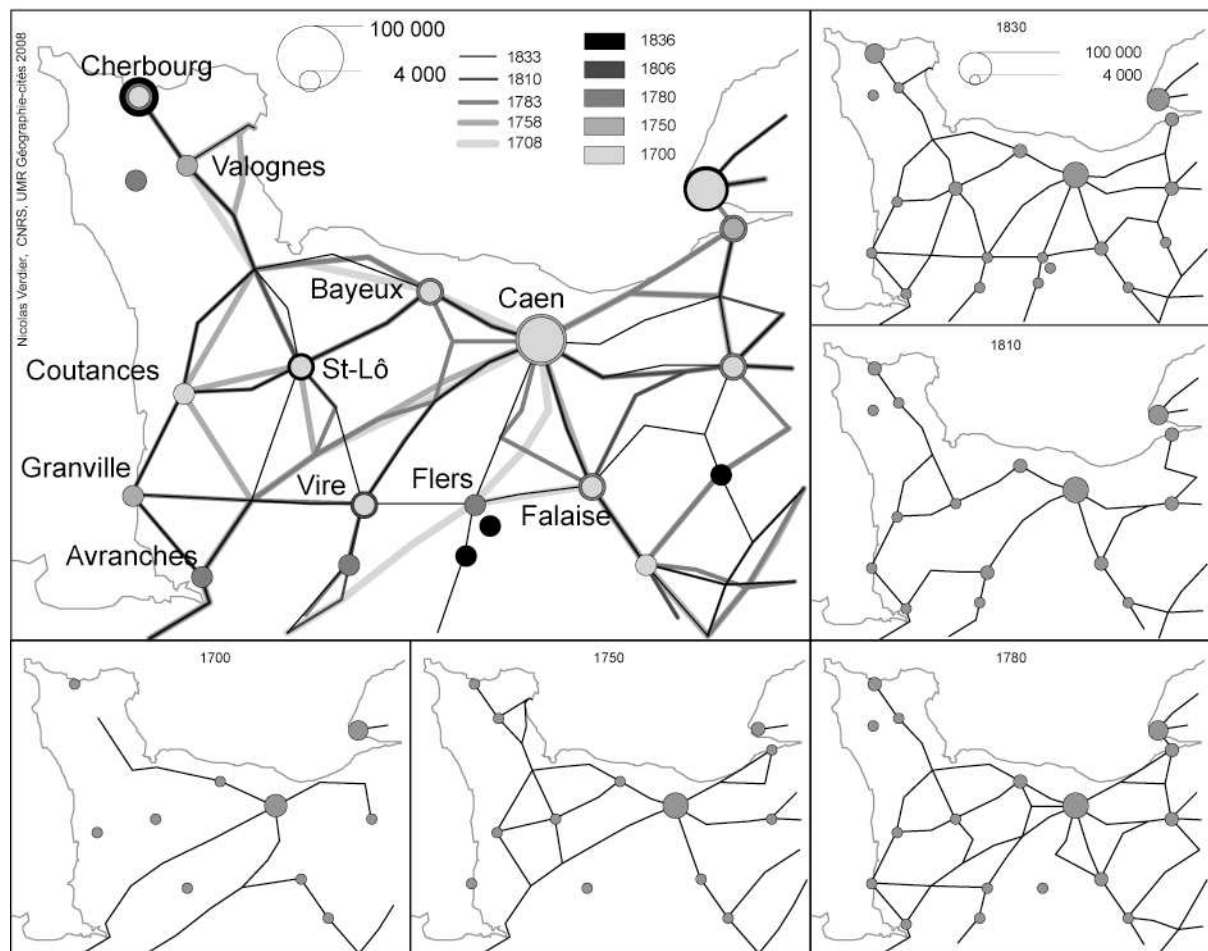 Nicolas Verdier, CNRS, UMR Géographie-cités 2008
100 000
4 000
1833
1810
1783
1758
1708
1836
1806
1780
1750
1700
Cherbourg
Valognes
Bayeux
Caen
Coutances
St-Lô
Granville
Vire
Flers
Falaise
Avranches
1830
100 000
4 000
1810
1700
1750
1780